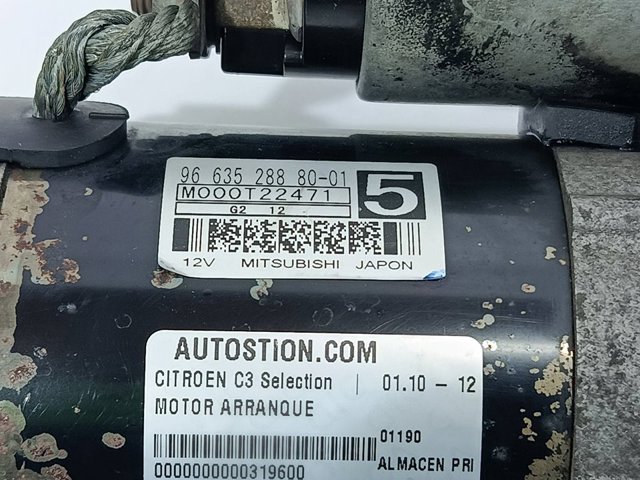 96 635 288 80-01
M000T22471
5
G2 12
12V MITSUBISHI JAPON
AUTOSTION.COM
CITROEN C3 Selection | 01.10 - 12
MOTOR ARRANQUE
01190
0000000000319600
ALMACEN PRI